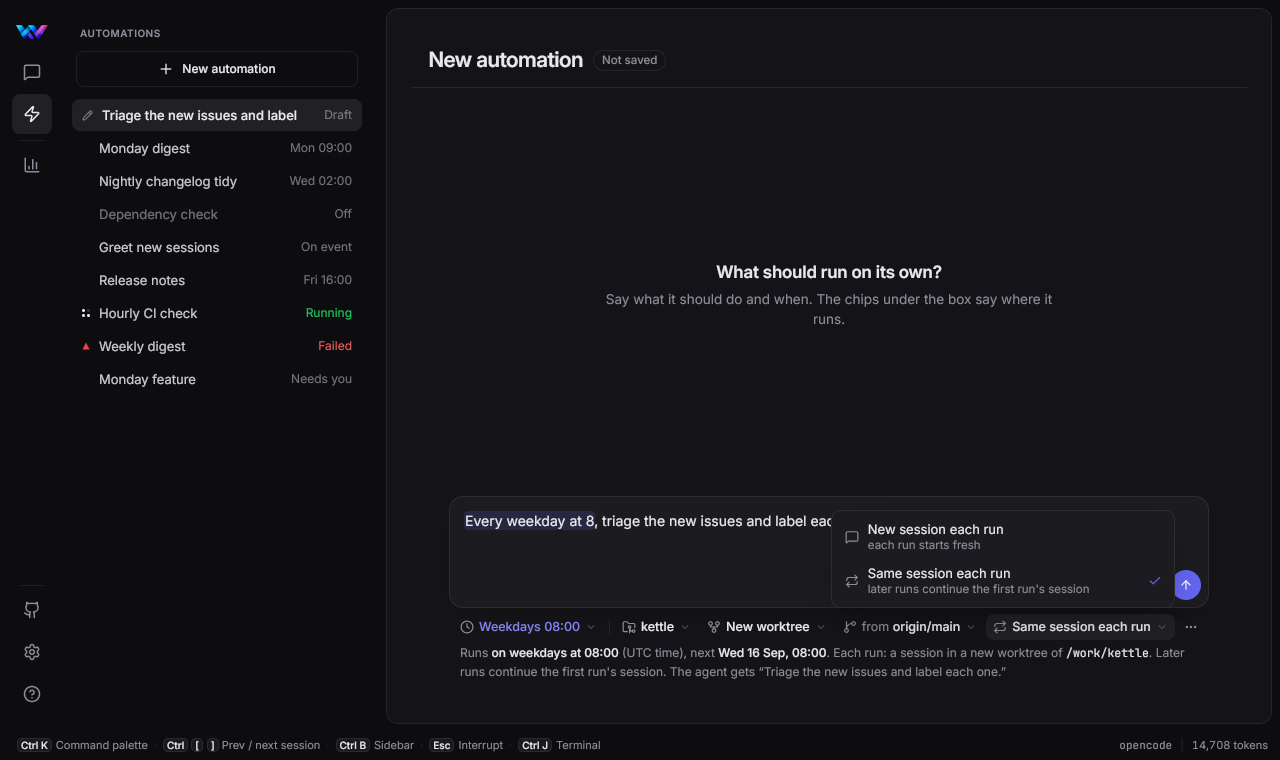 AUTOMATIONS
New automation
Triage the new issues and label Draft
Monday digest Mon 09:00
Nightly changelog tidy Wed 02:00
Dependency check Off
Greet new sessions On event
Release notes Fri 16:00
Hourly CI check Running
Weekly digest Failed
Monday feature Needs you
New automation Not saved
What should run on its own?
Say what it should do and when. The chips under the box say where it
runs.
Every weekday at 8, triage the new issues and label
New session each run
each run starts fresh
Same session each run
later runs continue the first run's session
Weekdays 08:00 kettle New worktree from origin/main Same session each run
Runs on weekdays at 08:00 (UTC time), next Wed 16 Sep, 08:00. Each run: a session in a new worktree of /work/kettle. Later
runs continue the first run's session. The agent gets “Triage the new issues and label each one.”
Ctrl K Command palette · Ctrl [ ] Prev / next session · Ctrl B Sidebar · Esc Interrupt · Ctrl J Terminal
opencode 14,708 tokens